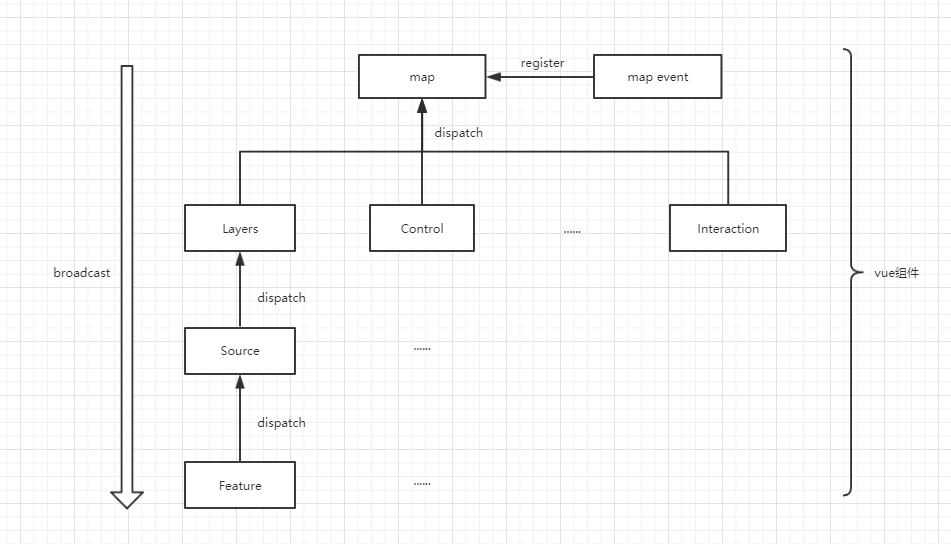 register
map
map event
dispatch
Layers
Control
......
Interaction
broadcast
vue组件
dispatch
Source
......
dispatch
Feature
......